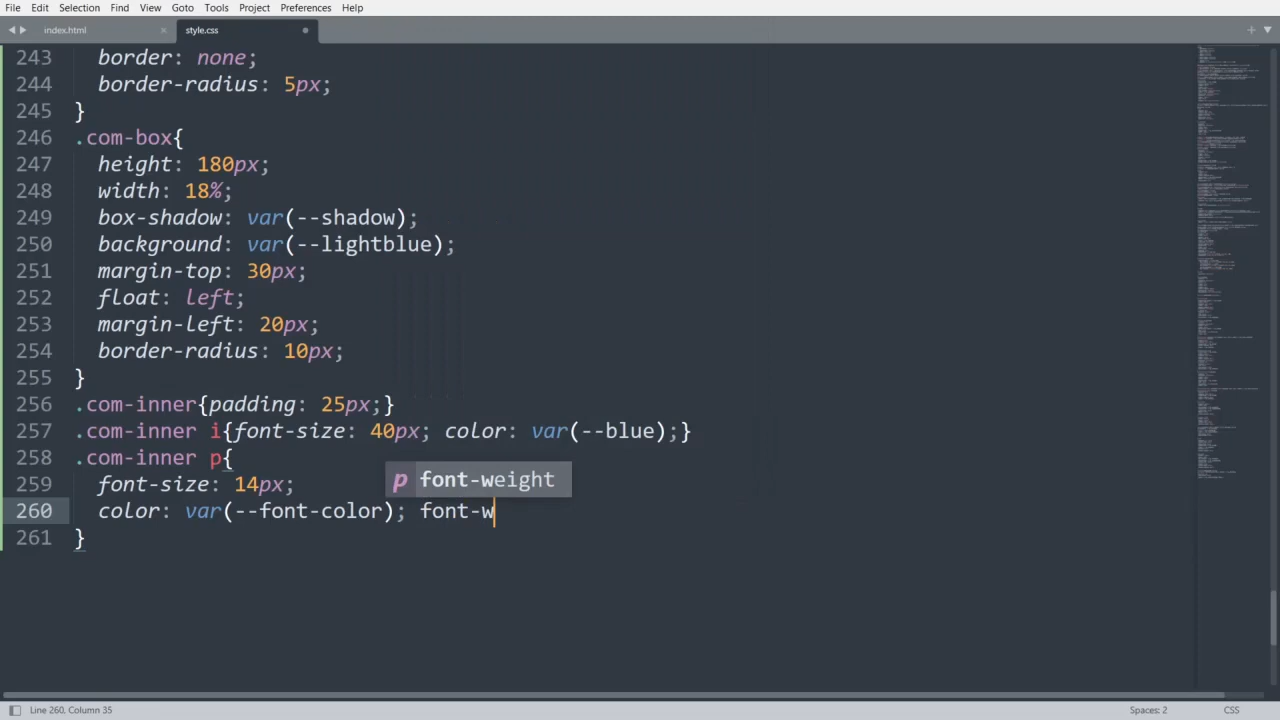 File Edit Selection Find View Goto Tools Project Preferences Help
index.html style.css
243 border: none;
244 border-radius: 5px;
245 }
246 .com-box{
247 height: 180px;
248 width: 18%;
249 box-shadow: var(--shadow);
250 background: var(--lightblue);
251 margin-top: 30px;
252 float: left;
253 margin-left: 20px;
254 border-radius: 10px;
255 }
256 .com-inner{padding: 25px;}
257 .com-inner i{font-size: 40px; color: var(--blue);}
258 .com-inner p{
259 font-size: 14px;
p font-weight
260 color: var(--font-color); font-w
261 }
Line 260, Column 35 Spaces: 2 CSS